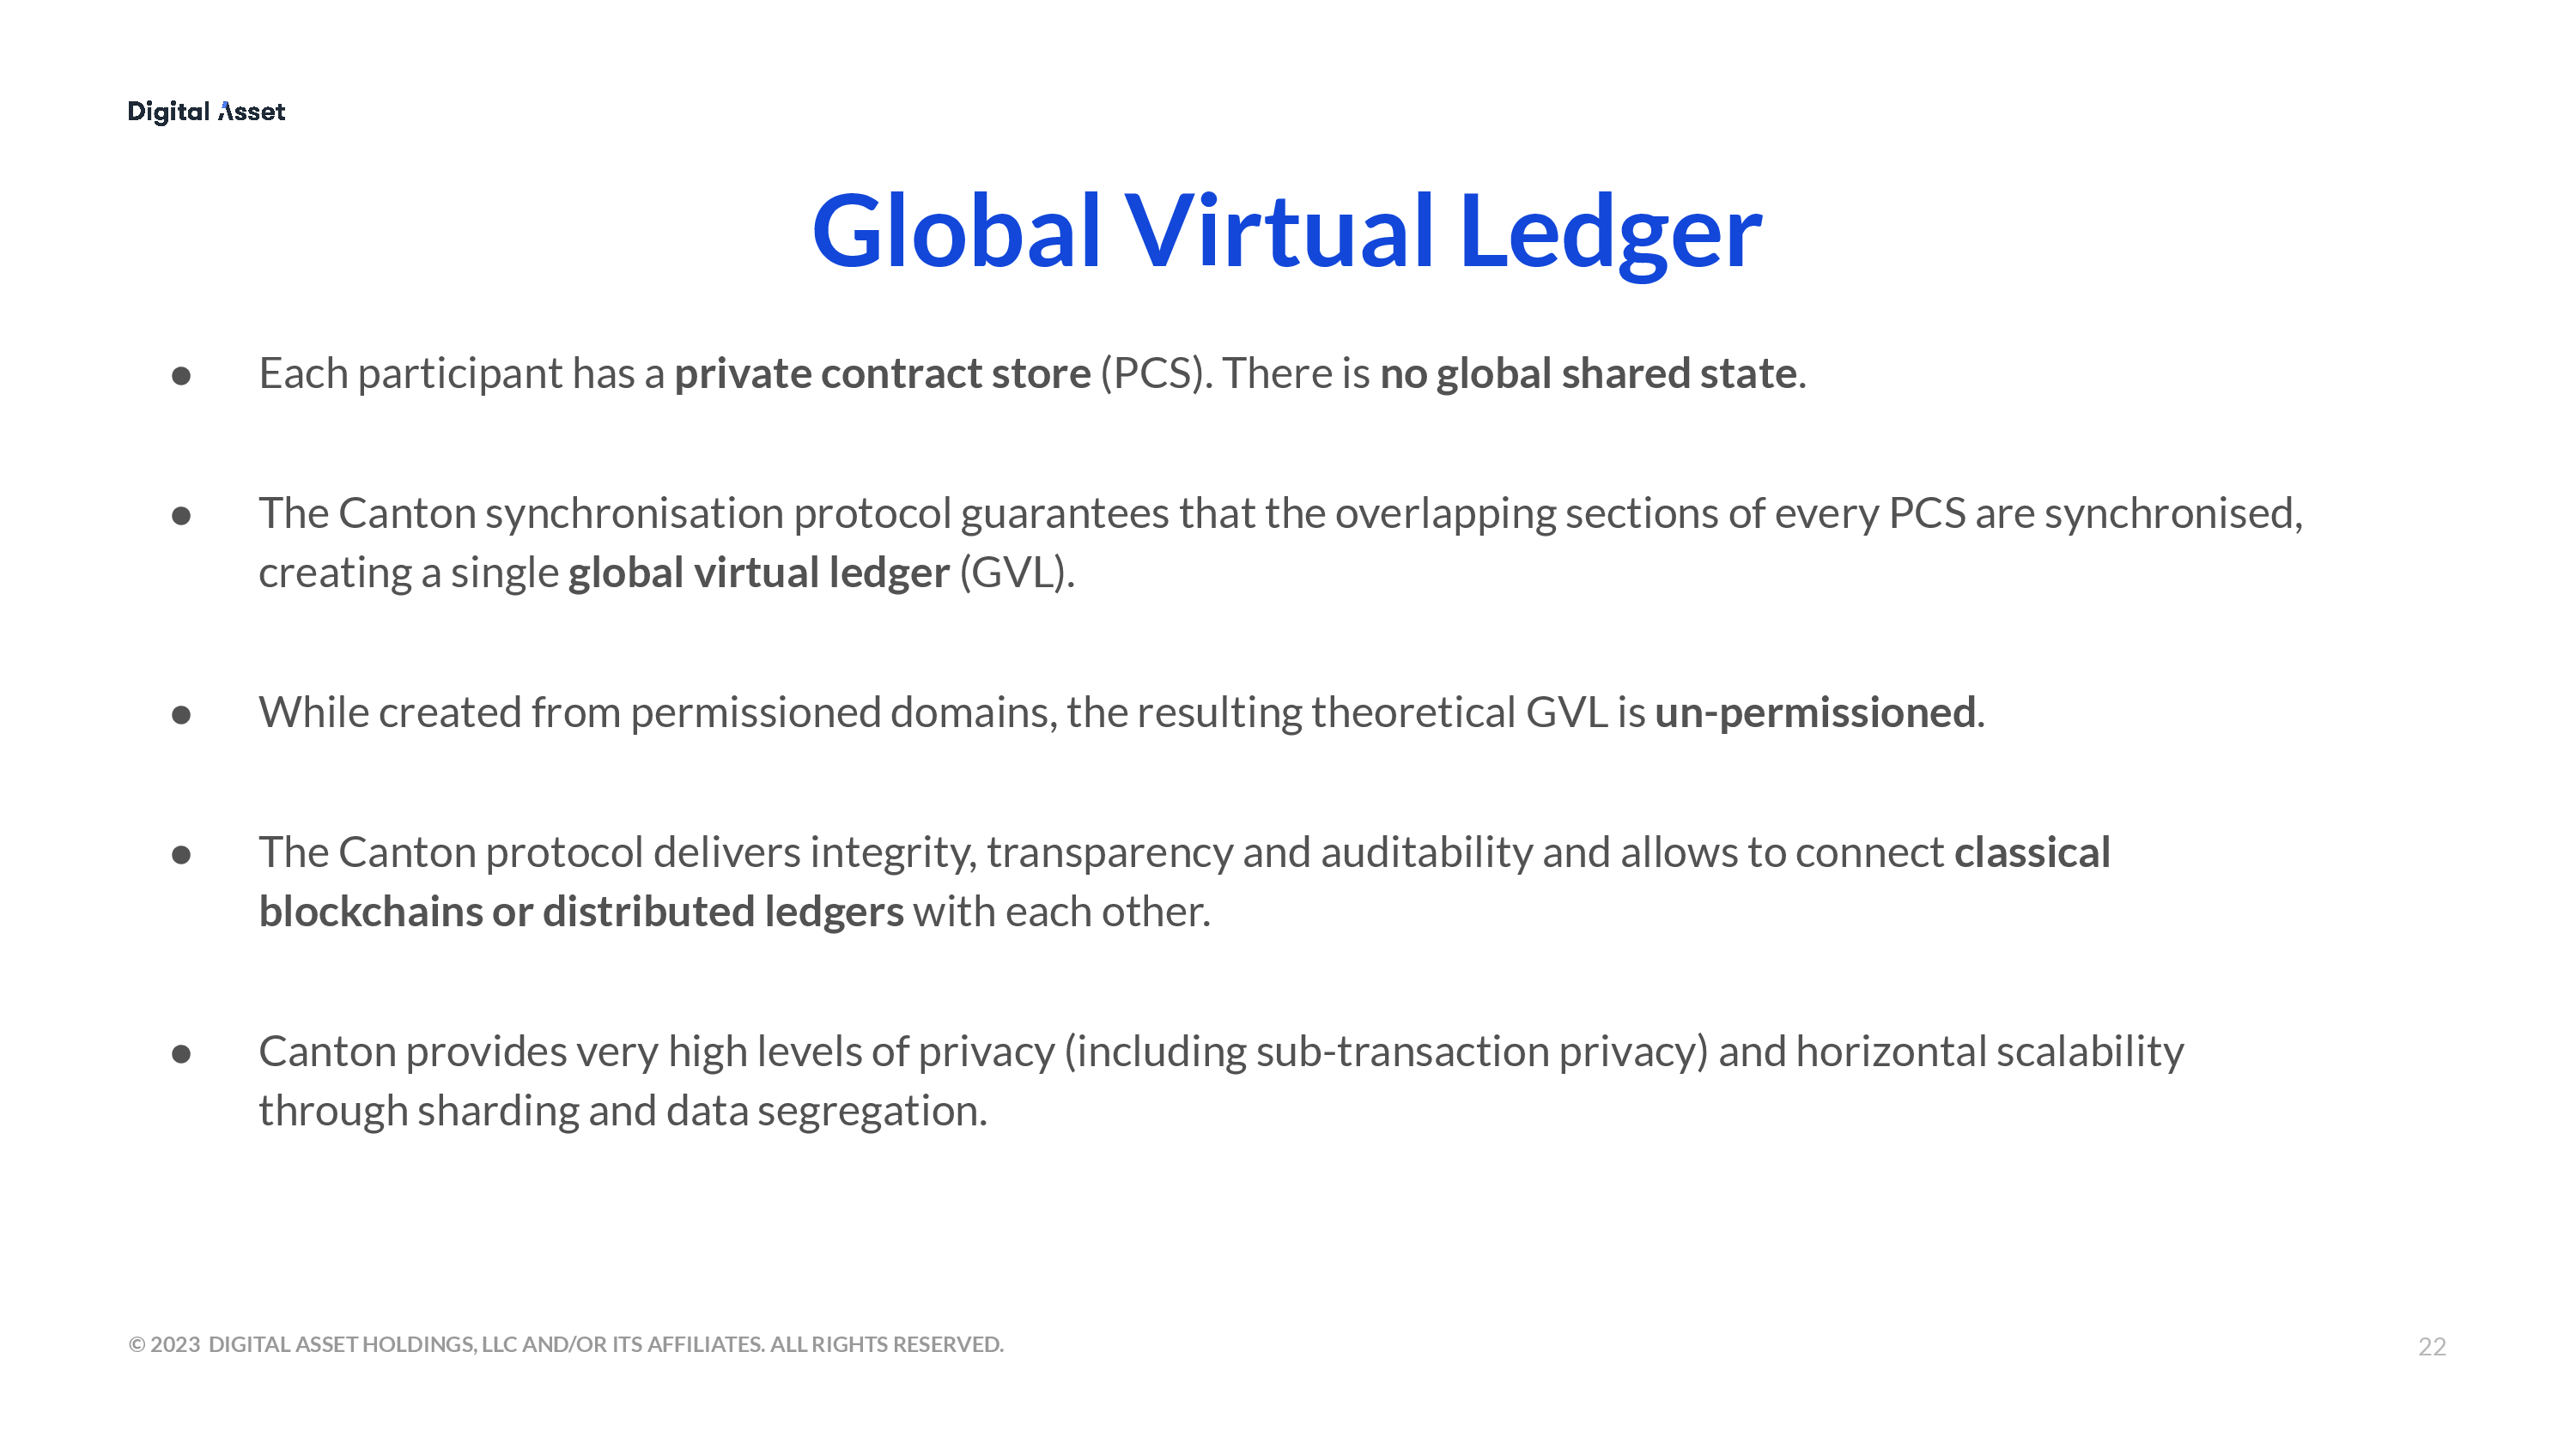 Digital Asset
Global Virtual Ledger
● Each participant has a private contract store (PCS). There is no global shared state.
● The Canton synchronisation protocol guarantees that the overlapping sections of every PCS are synchronised,
creating a single global virtual ledger (GVL).
● While created from permissioned domains, the resulting theoretical GVL is un-permissioned.
● The Canton protocol delivers integrity, transparency and auditability and allows to connect classical
blockchains or distributed ledgers with each other.
● Canton provides very high levels of privacy (including sub-transaction privacy) and horizontal scalability
through sharding and data segregation.
© 2023 DIGITAL ASSET HOLDINGS, LLC AND/OR ITS AFFILIATES. ALL RIGHTS RESERVED.
22